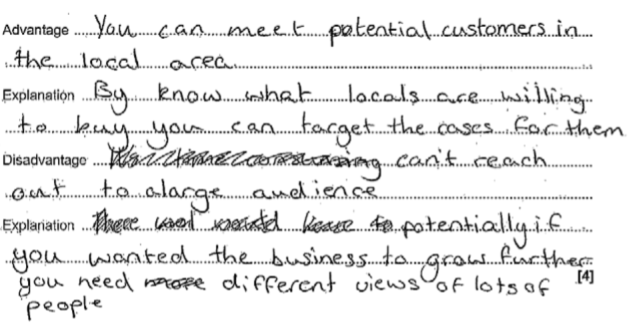 Advantage You can meet potential customers in
the local area
Explanation By know what locals are willing
to buy you can target the cases for them
Disadvantage can't reach
out to a large audience
Explanation potentially if
you wanted the business to grow further
you need different views of lots of [4]
people